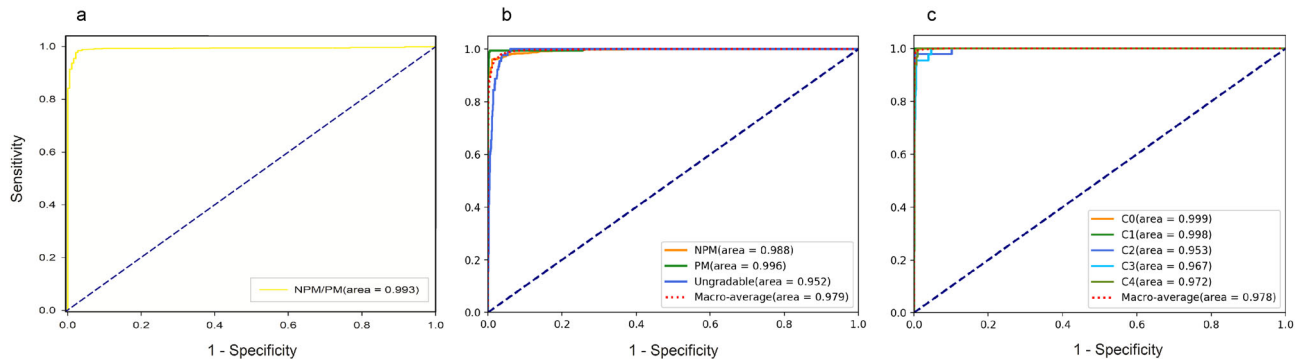 a
b
c
1.0
0.8
0.6
0.4
0.2
0.0
0.0
0.2
0.4
0.6
0.8
1.0
Sensitivity
1 - Specificity
NPM/PM(area = 0.993)
1.0
0.8
0.6
0.4
0.2
0.0
0.0
0.2
0.4
0.6
0.8
1.0
1 - Specificity
NPM(area = 0.988)
PM(area = 0.996)
Ungradable(area = 0.952)
Macro-average(area = 0.979)
1.0
0.8
0.6
0.4
0.2
0.0
0.0
0.2
0.4
0.6
0.8
1.0
1 - Specificity
C0(area = 0.999)
C1(area = 0.998)
C2(area = 0.953)
C3(area = 0.967)
C4(area = 0.972)
Macro-average(area = 0.978)